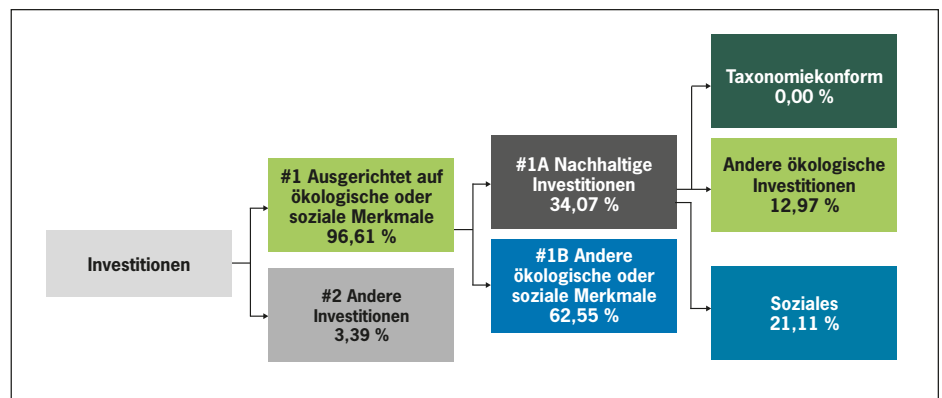 Investitionen
#1 Ausgerichtet auf
ökologische oder
soziale Merkmale
96,61 %
#2 Andere
Investitionen
3,39 %
#1A Nachhaltige
Investitionen
34,07 %
#1B Andere
ökologische oder
soziale Merkmale
62,55 %
Taxonomiekonform
0,00 %
Andere ökologische
Investitionen
12,97 %
Soziales
21,11 %